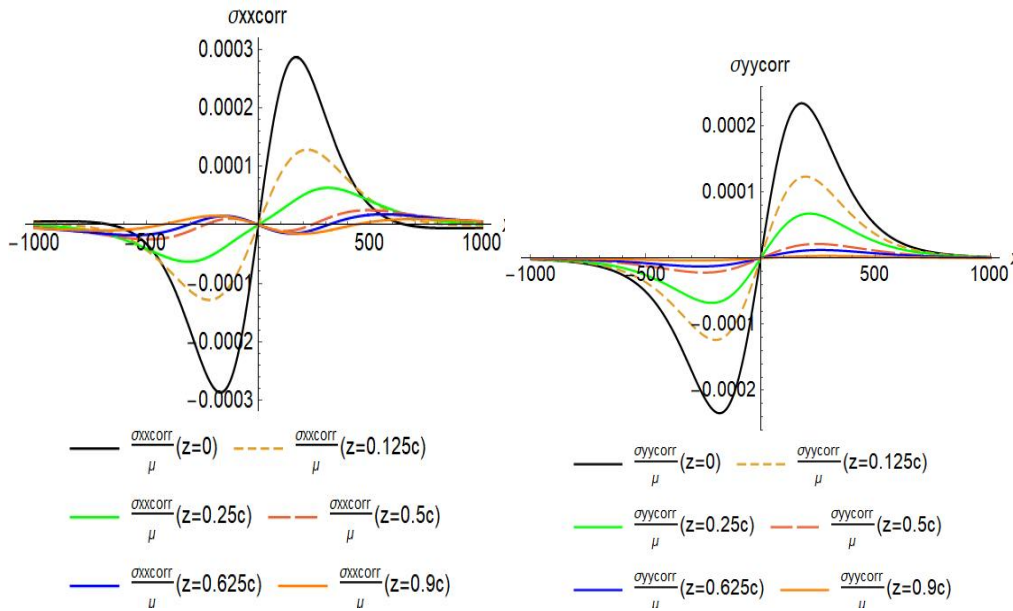 σxxcorr
0.0003
0.0002
0.0001
-1000
-500
500
1000
-0.0001
-0.0002
-0.0003
σxxcorr/μ (z=0) σxxcorr/μ (z=0.125c)
σxxcorr/μ (z=0.25c) σxxcorr/μ (z=0.5c)
σxxcorr/μ (z=0.625c) σxxcorr/μ (z=0.9c)
σyycorr
0.0002
0.0001
-1000
-500
500
1000
-0.0001
-0.0002
σyycorr/μ (z=0) σyycorr/μ (z=0.125c)
σyycorr/μ (z=0.25c) σyycorr/μ (z=0.5c)
σyycorr/μ (z=0.625c) σyycorr/μ (z=0.9c)